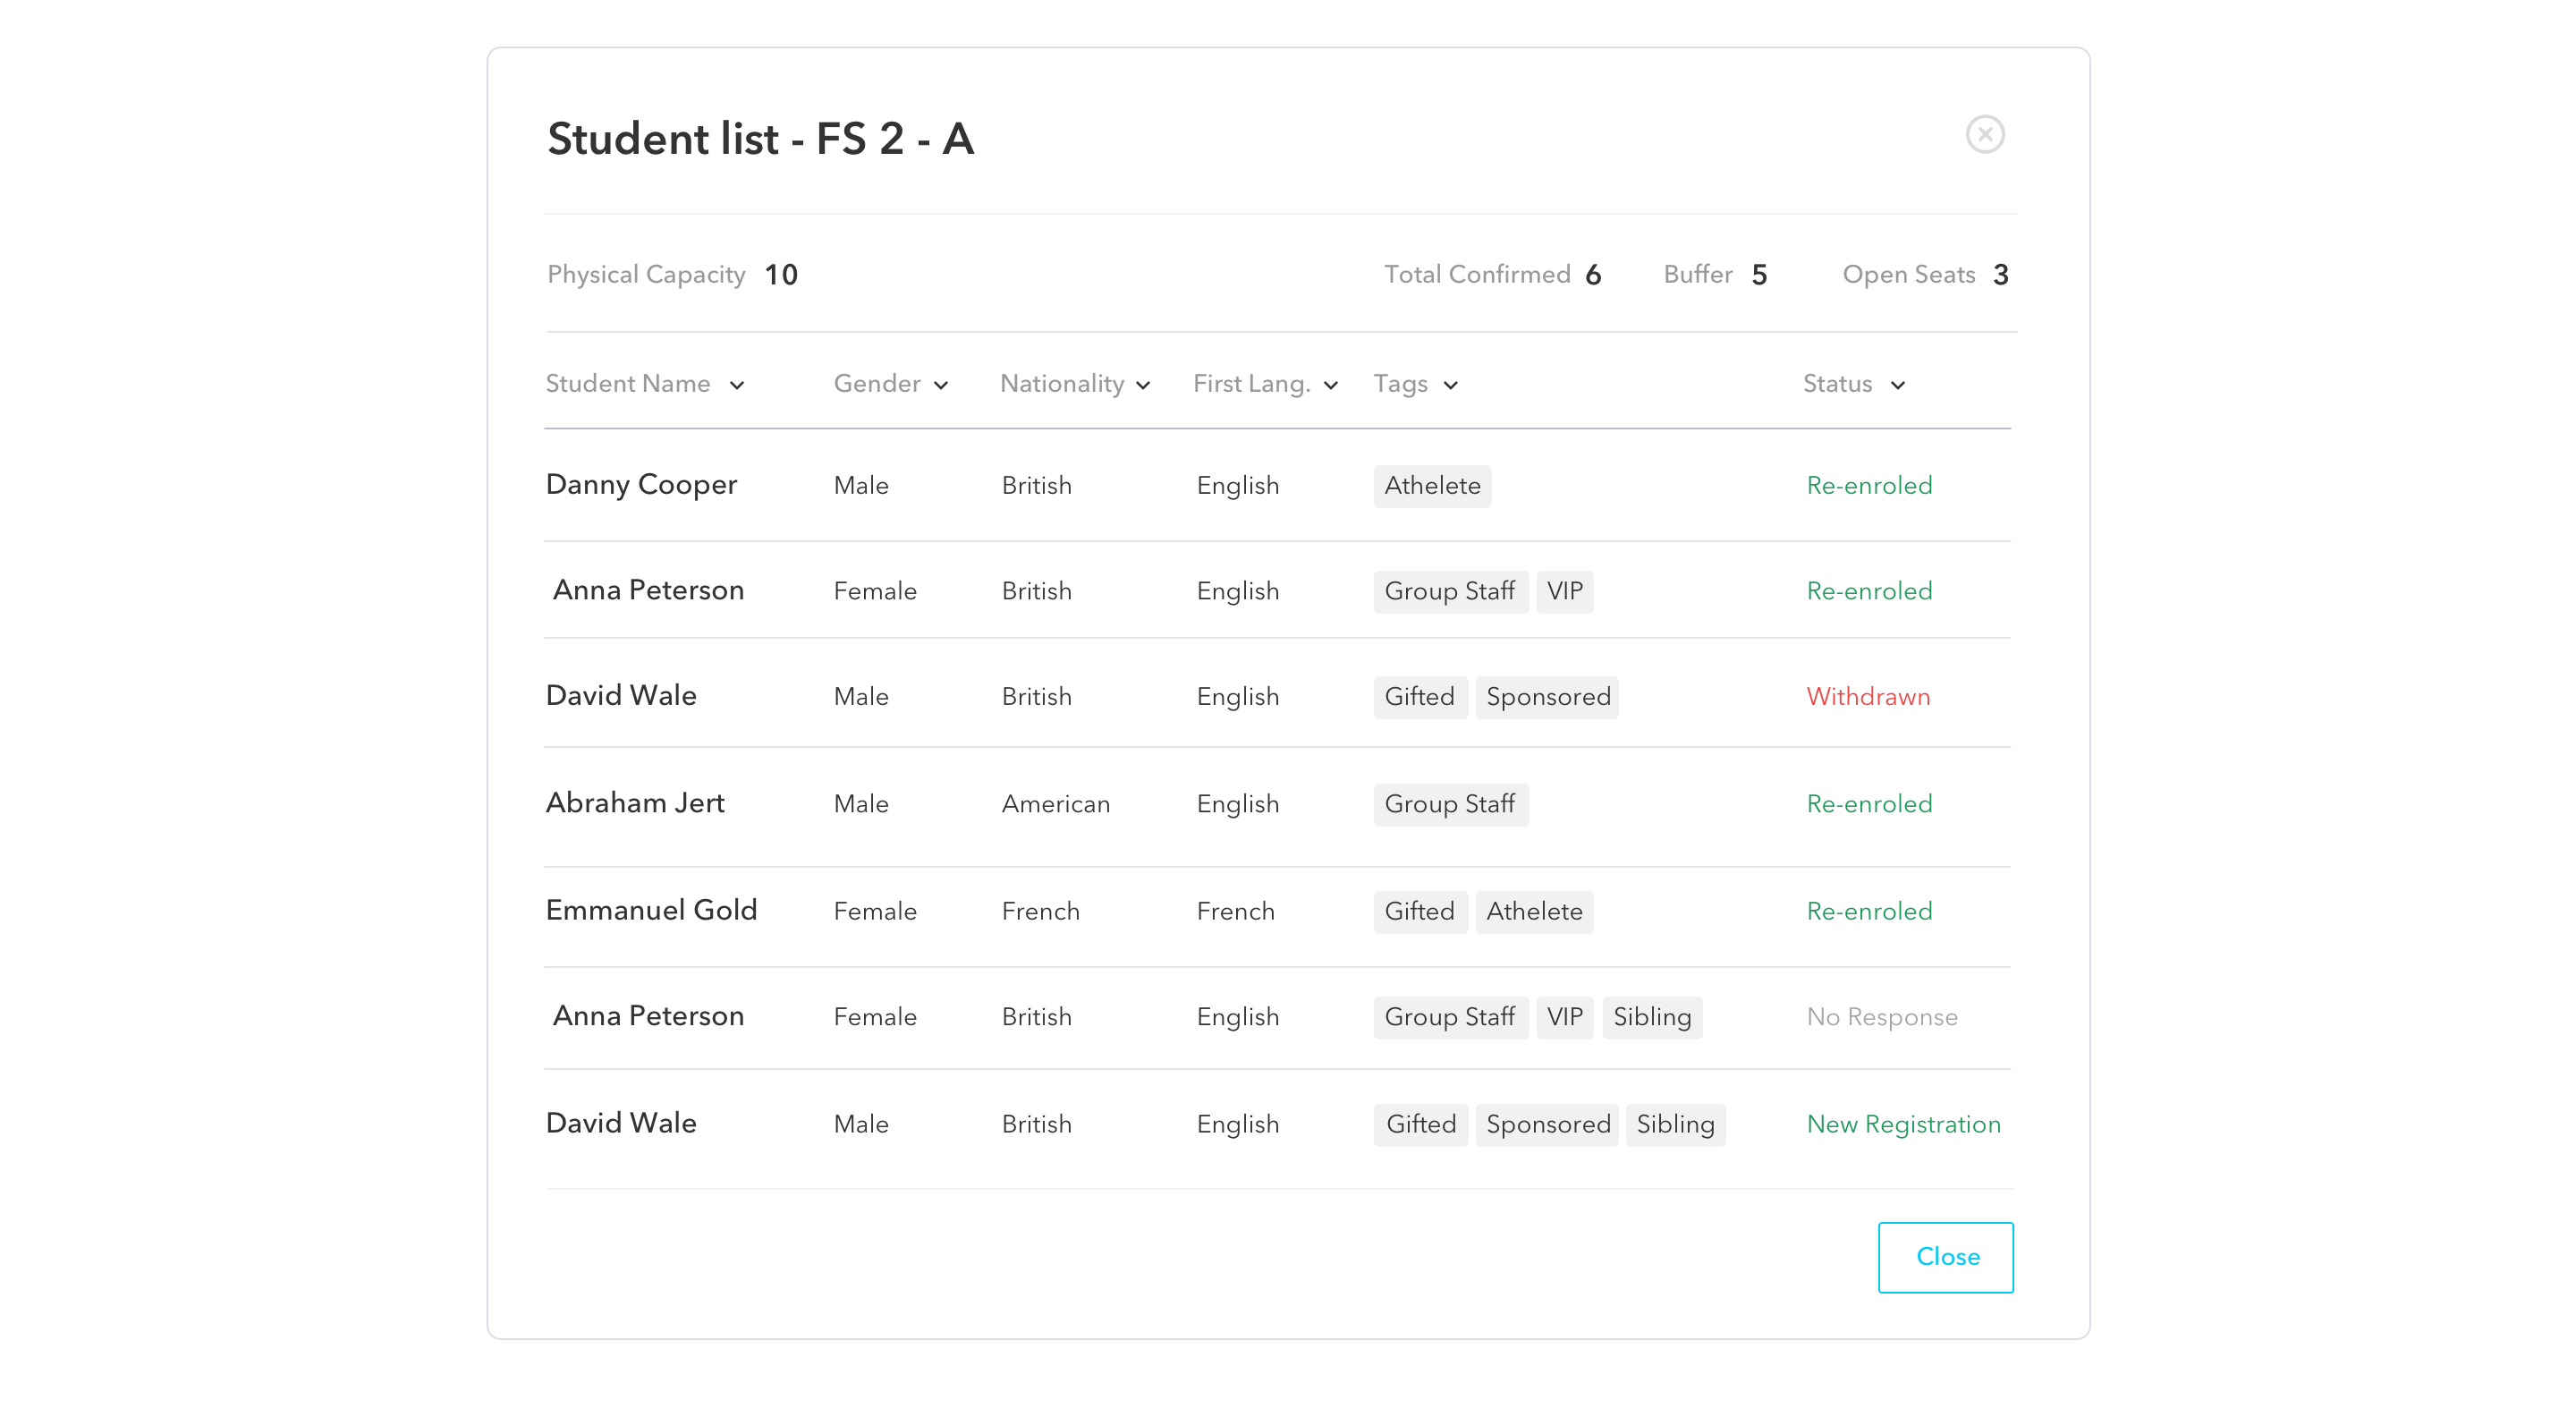 Student list - FS 2 - A
Physical Capacity 10 Total Confirmed 6 Buffer 5 Open Seats 3
Student Name Gender Nationality First Lang. Tags Status
Danny Cooper Male British English Athelete Re-enroled
Anna Peterson Female British English Group Staff VIP Re-enroled
David Wale Male British English Gifted Sponsored Withdrawn
Abraham Jert Male American English Group Staff Re-enroled
Emmanuel Gold Female French French Gifted Athelete Re-enroled
Anna Peterson Female British English Group Staff VIP Sibling No Response
David Wale Male British English Gifted Sponsored Sibling New Registration
Close